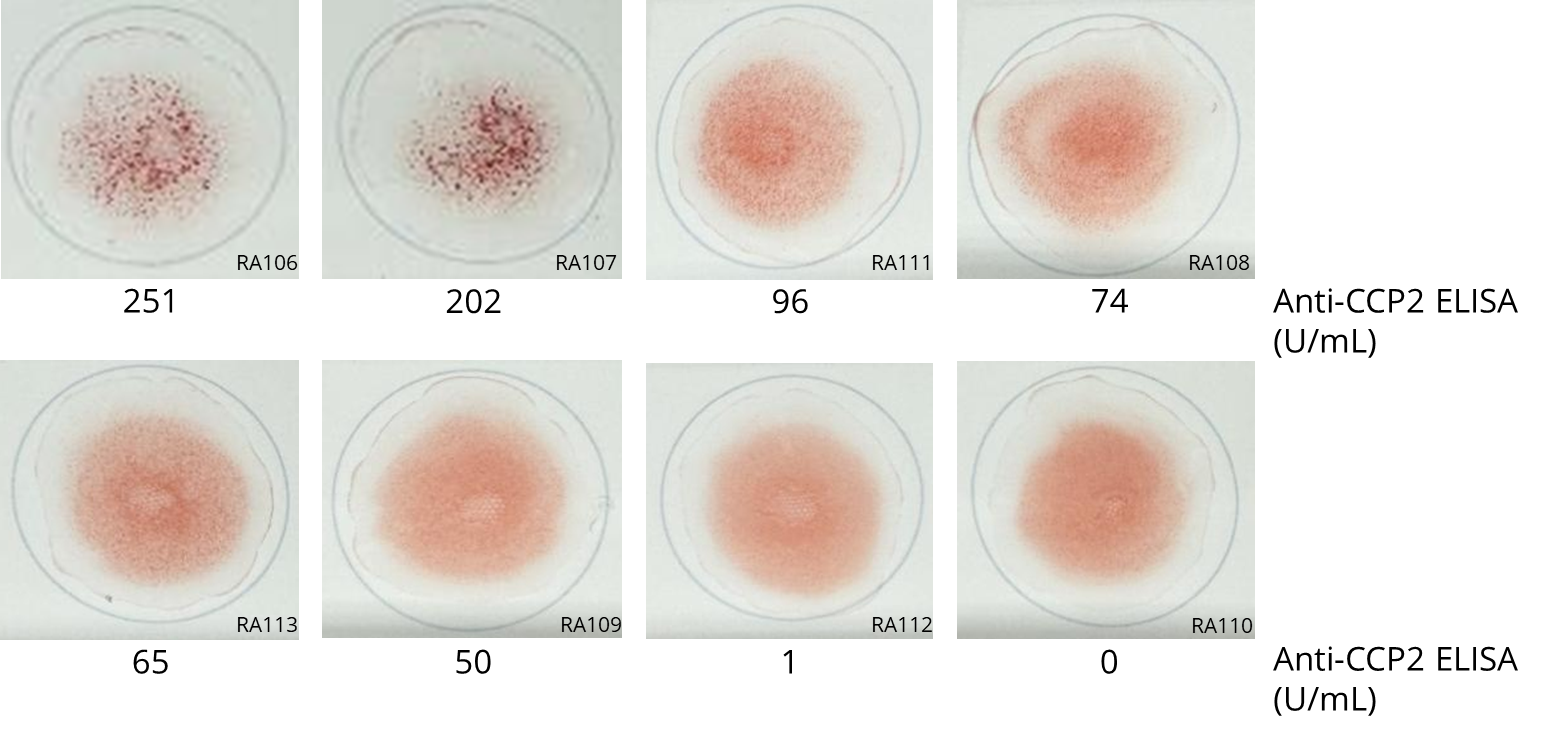 RA106
RA107
RA111
RA108
251
202
96
74
Anti-CCP2 ELISA
(U/mL)
RA113
RA109
RA112
RA110
65
50
1
0
Anti-CCP2 ELISA
(U/mL)